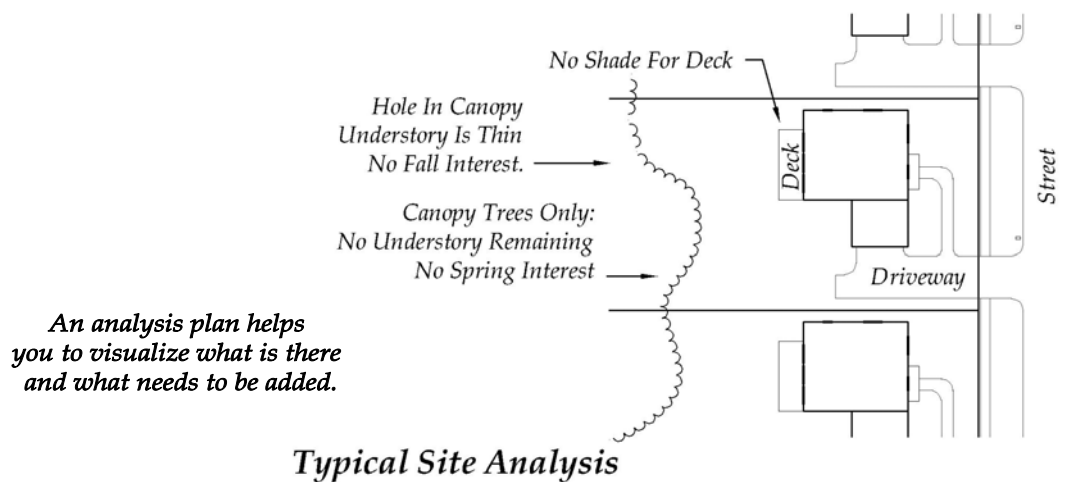 No Shade For Deck
Hole In Canopy
Understory Is Thin
No Fall Interest.
Deck
Street
Canopy Trees Only:
No Understory Remaining
No Spring Interest
Driveway
An analysis plan helps
you to visualize what is there
and what needs to be added.
Typical Site Analysis